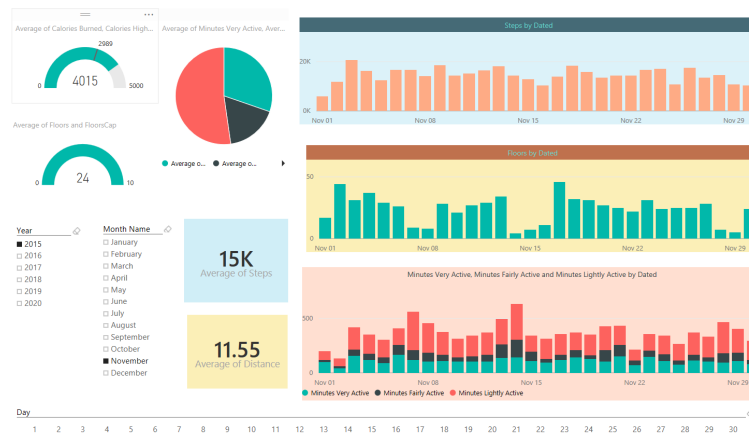 Average of Calories Burned, Calories High...
2989
0
4015
5000
Average of Minutes Very Active, Aver...
Average o...
Average o...
Average of Floors and FloorsCap
0
24
10
Steps by Dated
20K
0K
Nov 01 Nov 08 Nov 15 Nov 22 Nov 29
Floors by Dated
50
0
Nov 01 Nov 08 Nov 15 Nov 22 Nov 29
Year
2015
2016
2017
2018
2019
2020
Month Name
January
February
March
April
May
June
July
August
September
October
November
December
15K
Average of Steps
11.55
Average of Distance
Minutes Very Active, Minutes Fairly Active and Minutes Lightly Active by Dated
500
0
Nov 01 Nov 08 Nov 15 Nov 22 Nov 29
Minutes Very Active Minutes Fairly Active Minutes Lightly Active
Day
1 2 3 4 5 6 7 8 9 10 11 12 13 14 15 16 17 18 19 20 21 22 23 24 25 26 27 28 29 30